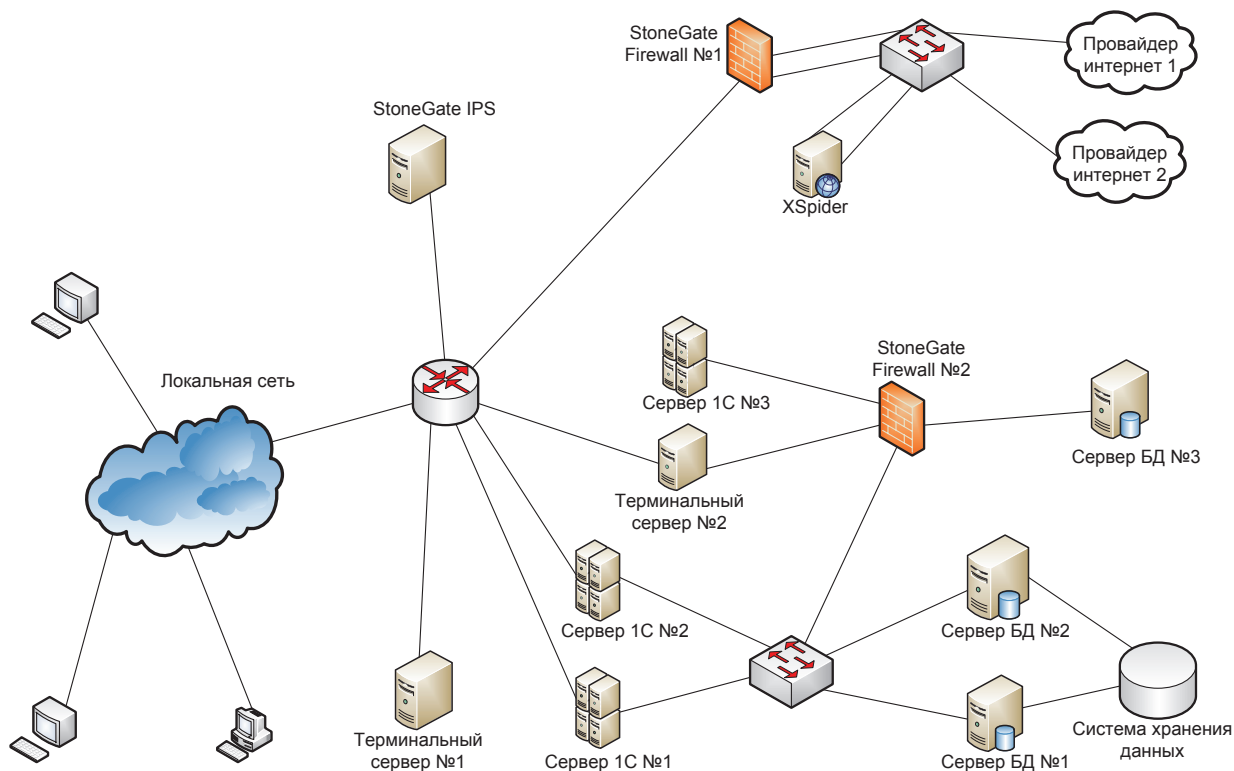 StoneGate
Firewall №1
Провайдер
интернет 1
StoneGate IPS
Провайдер
интернет 2
XSpider
StoneGate
Firewall №2
Локальная сеть
Сервер 1С №3
Сервер БД №3
Терминальный
сервер №2
Сервер 1С №2
Сервер БД №2
Терминальный
сервер №1
Сервер 1С №1
Сервер БД №1
Система хранения
данных